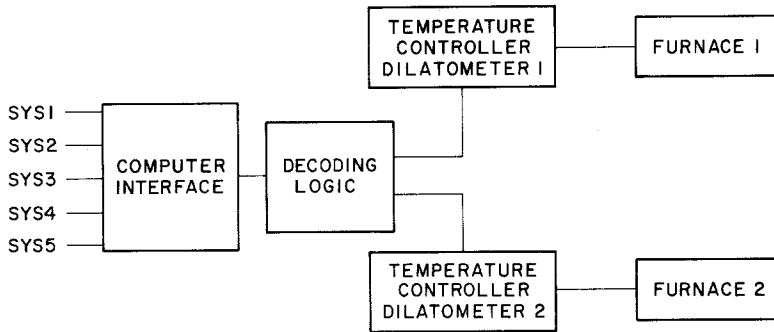 TEMPERATURE
CONTROLLER
DILATOMETER 1
FURNACE 1
SYS1
SYS2
SYS3
SYS4
SYS5
COMPUTER
INTERFACE
DECODING
LOGIC
TEMPERATURE
CONTROLLER
DILATOMETER 2
FURNACE 2